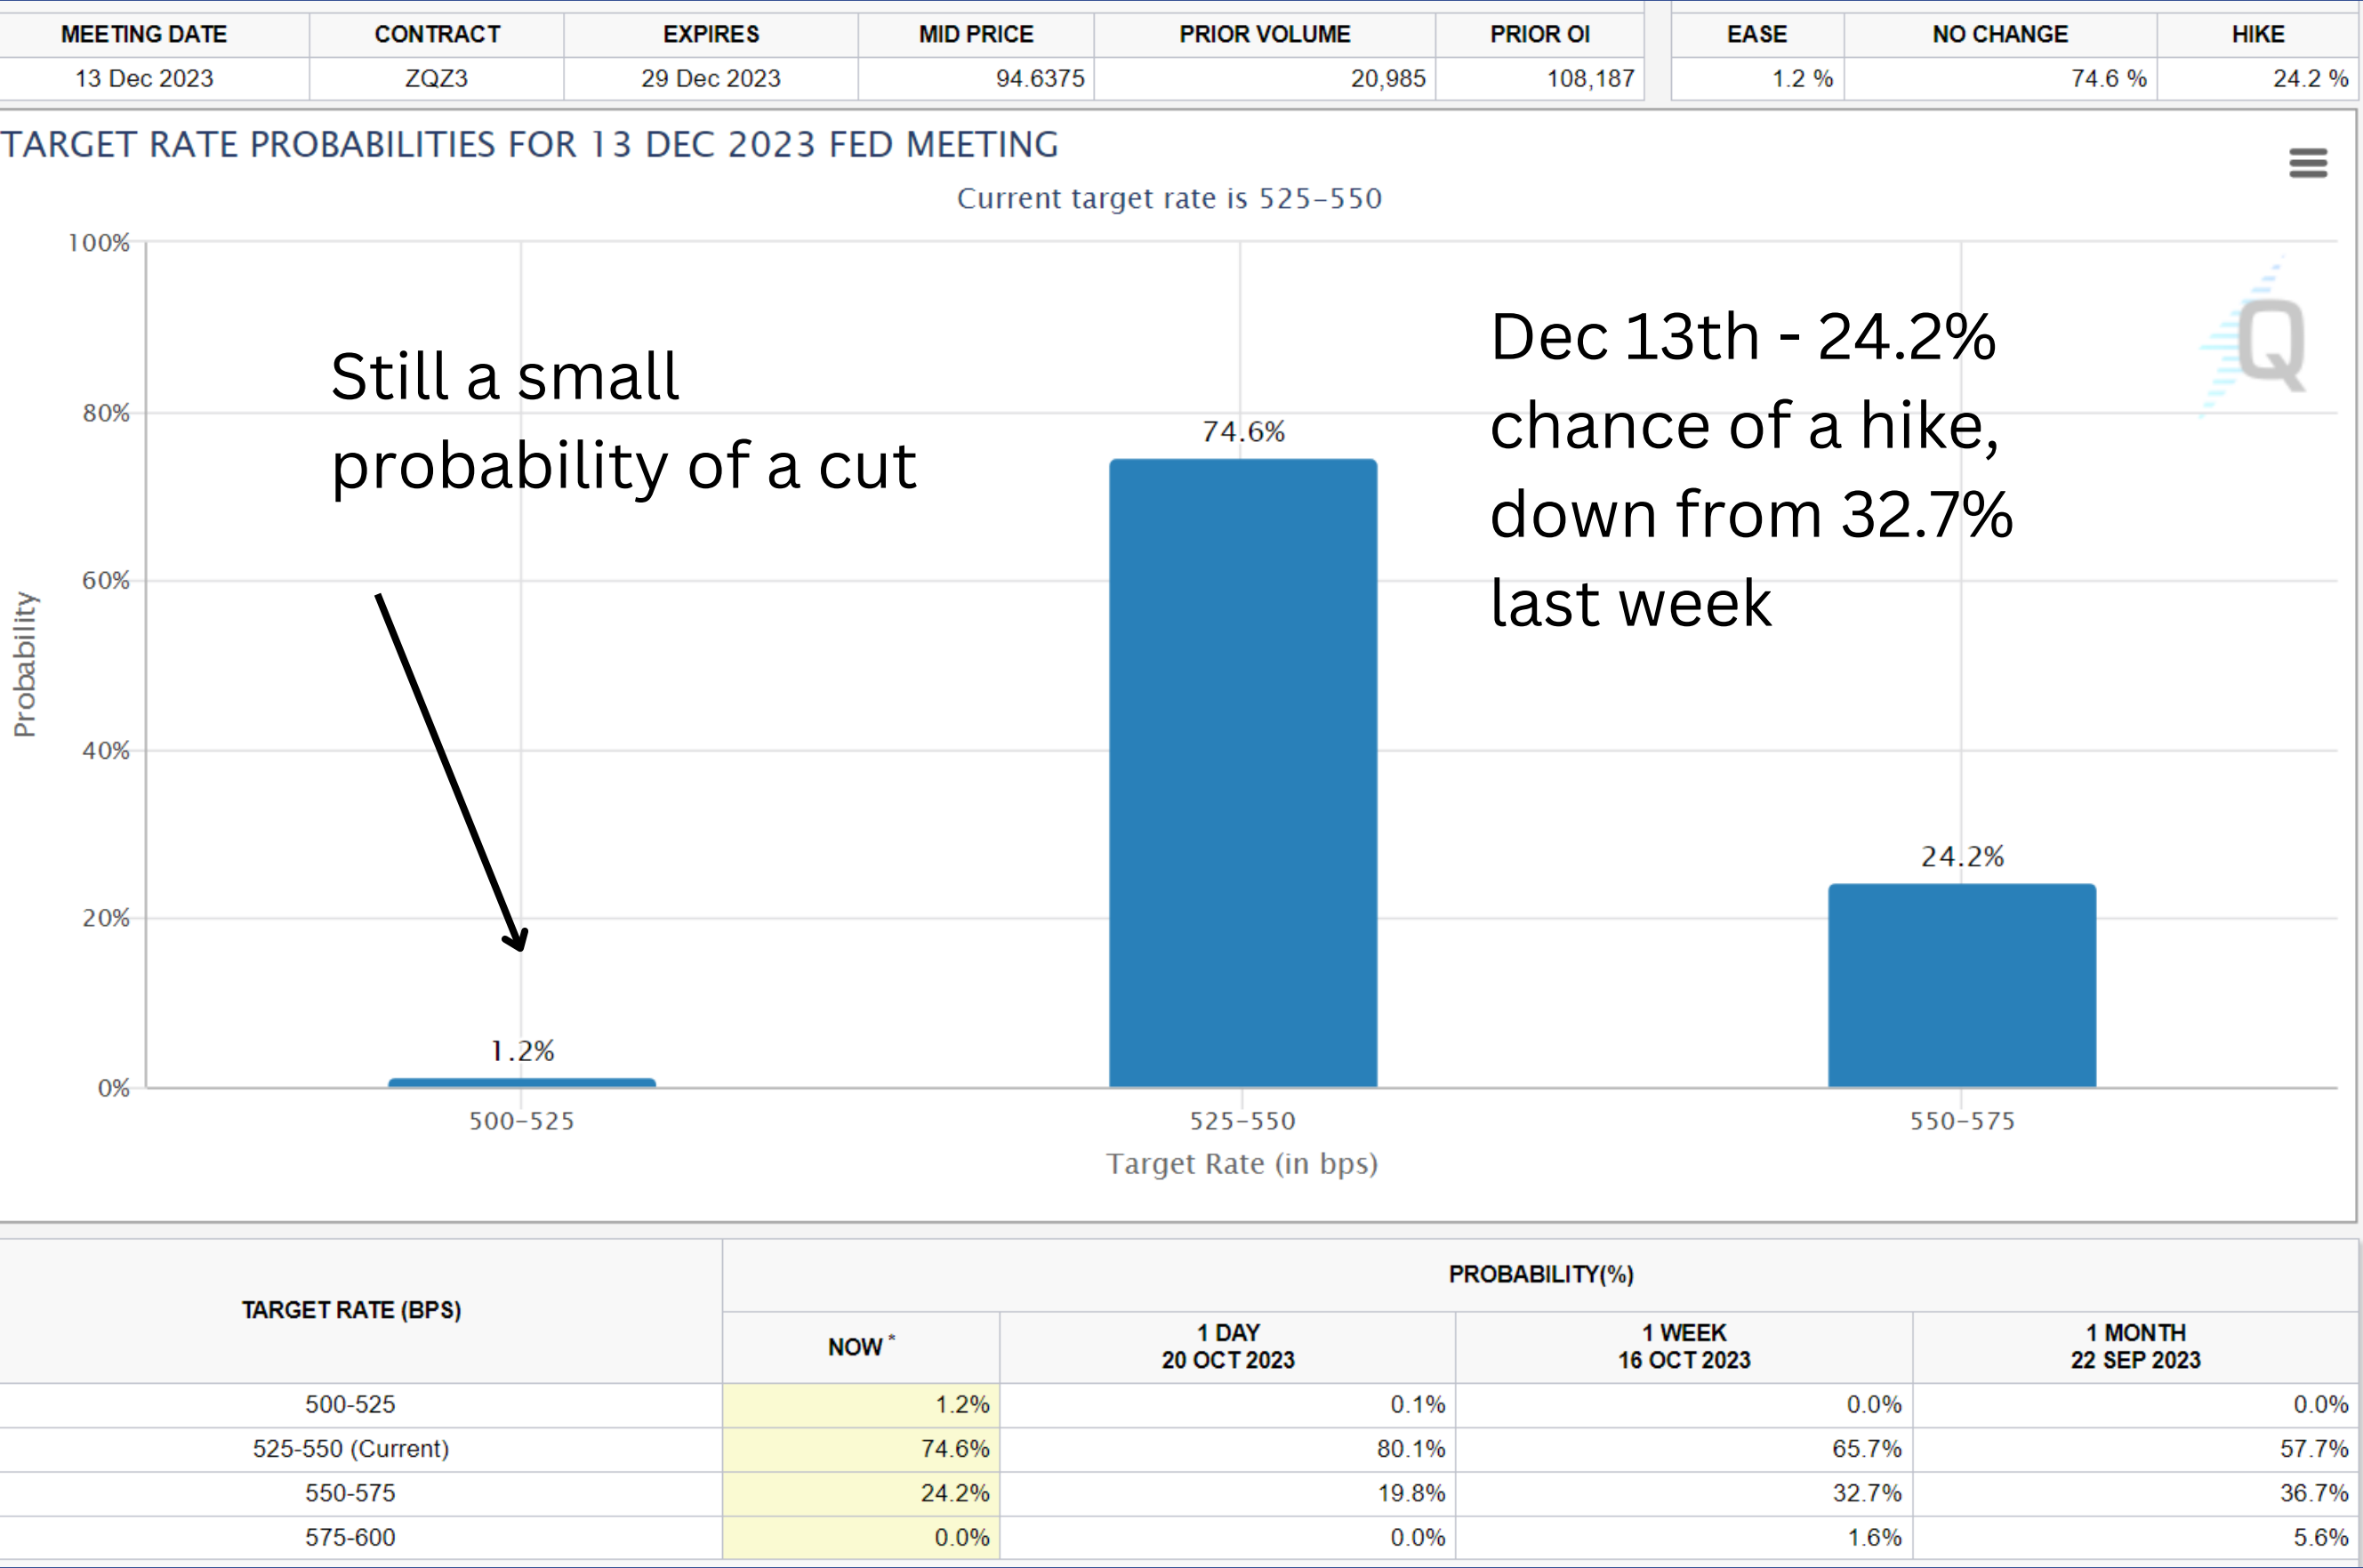 MEETING DATE CONTRACT EXPIRES MID PRICE PRIOR VOLUME PRIOR OI EASE NO CHANGE HIKE
13 Dec 2023 ZQZ3 29 Dec 2023 94.6375 20,985 108,187 1.2 % 74.6 % 24.2 %
TARGET RATE PROBABILITIES FOR 13 DEC 2023 FED MEETING
Current target rate is 525-550
Probability
100%
80%
60%
40%
20%
0%
Still a small
probability of a cut
Dec 13th - 24.2%
chance of a hike,
down from 32.7%
last week
Q
1.2%
74.6%
24.2%
500-525 525-550 550-575
Target Rate (in bps)
TARGET RATE (BPS) PROBABILITY(%)
NOW * 1 DAY 1 WEEK 1 MONTH
20 OCT 2023 16 OCT 2023 22 SEP 2023
500-525 1.2% 0.1% 0.0% 0.0%
525-550 (Current) 74.6% 80.1% 65.7% 57.7%
550-575 24.2% 19.8% 32.7% 36.7%
575-600 0.0% 0.0% 1.6% 5.6%